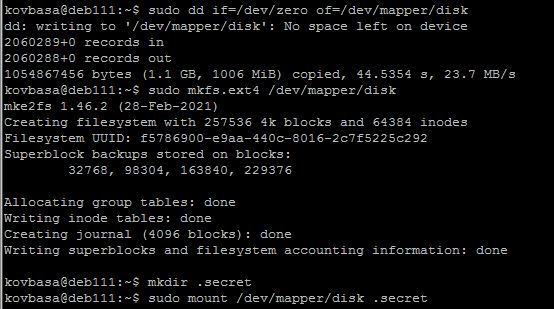 kovbasa@deb111:~$ sudo dd if=/dev/zero of=/dev/mapper/disk
dd: writing to '/dev/mapper/disk': No space left on device
2060289+0 records in
2060288+0 records out
1054867456 bytes (1.1 GB, 1006 MiB) copied, 44.5354 s, 23.7 MB/s
kovbasa@deb111:~$ sudo mkfs.ext4 /dev/mapper/disk
mke2fs 1.46.2 (28-Feb-2021)
Creating filesystem with 257536 4k blocks and 64384 inodes
Filesystem UUID: f5786900-e9aa-440c-8016-2c7f5225c292
Superblock backups stored on blocks:
        32768, 98304, 163840, 229376

Allocating group tables: done
Writing inode tables: done
Creating journal (4096 blocks): done
Writing superblocks and filesystem accounting information: done

kovbasa@deb111:~$ mkdir .secret
kovbasa@deb111:~$ sudo mount /dev/mapper/disk .secret